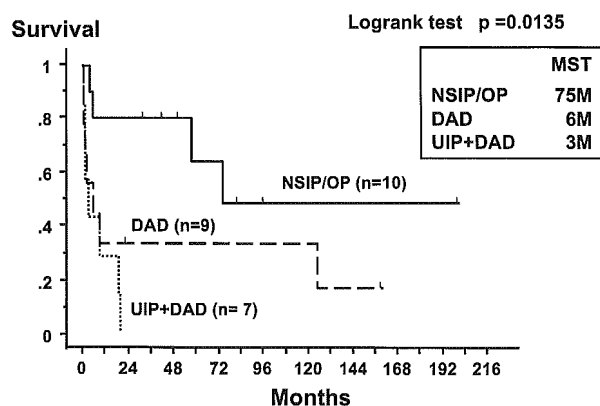 Survival
Logrank test p =0.0135
MST
NSIP/OP 75M
DAD 6M
UIP+DAD 3M
1
.8
.6
.4
.2
0
NSIP/OP (n=10)
DAD (n=9)
UIP+DAD (n= 7)
0 24 48 72 96 120 144 168 192 216
Months